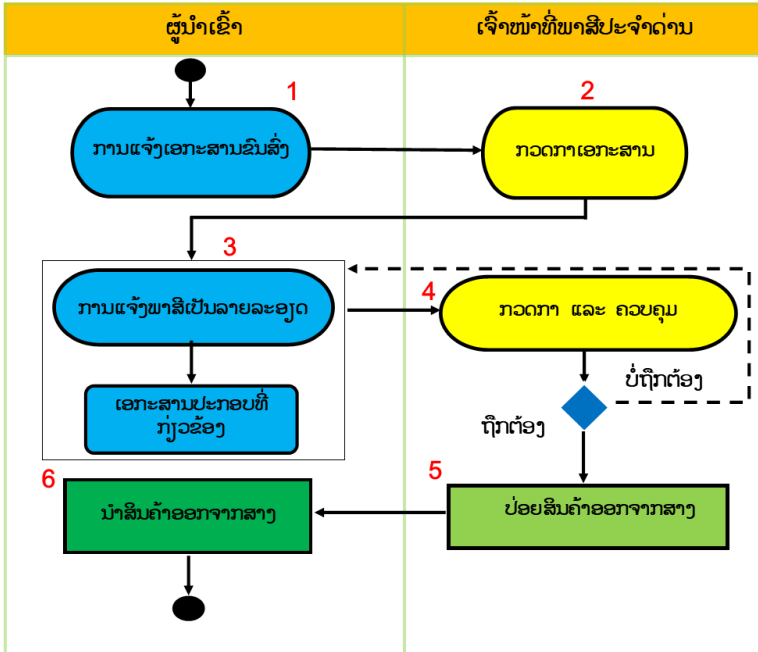 ຜູ້ນຳເຂົ້າ
ເຈົ້າໜ້າທີ່ພາສີປະຈຳດ່ານ
1
2
ການແຈ້ງເອກະສານຂົນສົ່ງ
ກວດກາເອກະສານ
3
4
ການແຈ້ງພາສີເປັນລາຍລະອຽດ
ກວດກາ ແລະ ຄວບຄຸມ
ບໍ່ຖືກຕ້ອງ
ເອກະສານປະກອບທີ່
ກ່ຽວຂ້ອງ
ຖືກຕ້ອງ
6
5
ນຳສິນຄ້າອອກຈາກສາງ
ປ່ອຍສິນຄ້າອອກຈາກສາງ